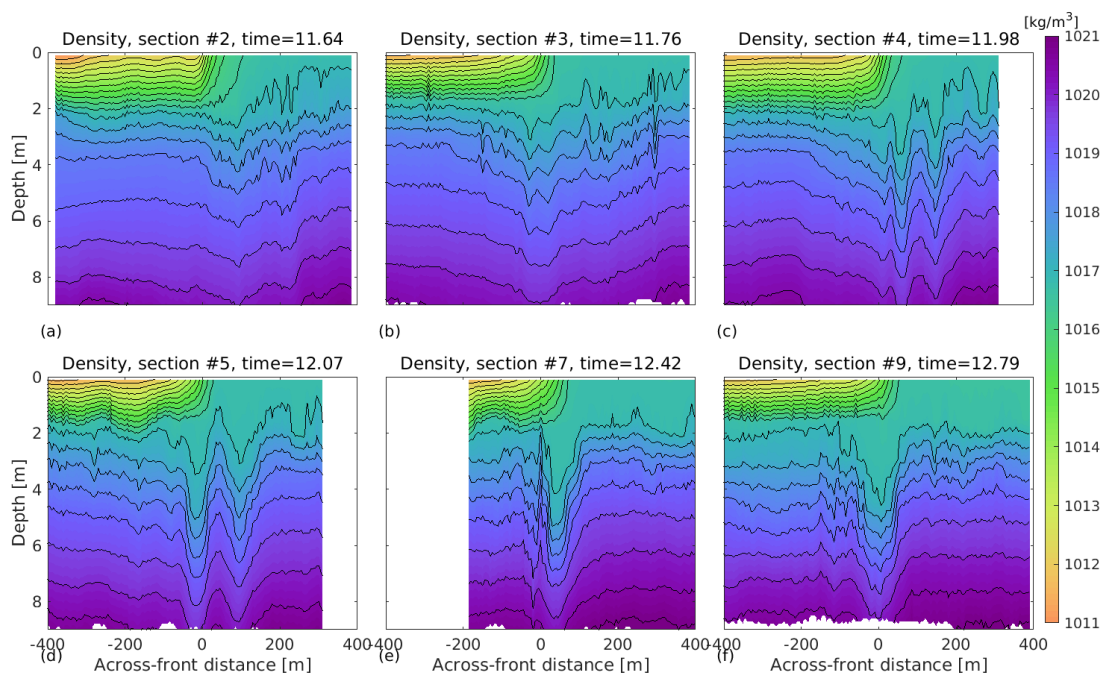 [kg/m³]
Density, section #2, time=11.64
Density, section #3, time=11.76
Density, section #4, time=11.98
0
2
4
6
8
Depth [m]
(a)
(b)
(c)
1021
1020
1019
1018
1017
1016
1015
1014
1013
1012
1011
Density, section #5, time=12.07
Density, section #7, time=12.42
Density, section #9, time=12.79
0
2
4
6
8
Depth [m]
-400 -200 0 200 400
-200 0 200 400
-400 -200 0 200 400
(d)
(e)
(f)
Across-front distance [m]
Across-front distance [m]
Across-front distance [m]